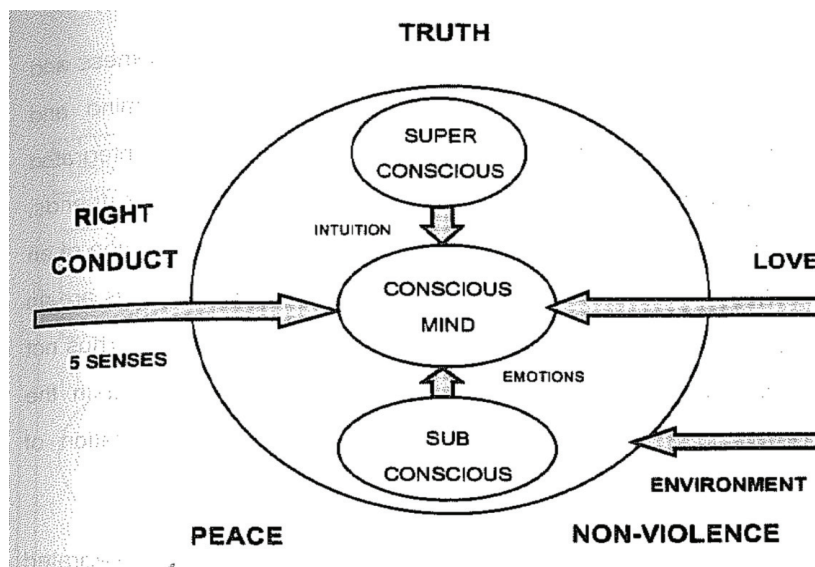 TRUTH
SUPER
CONSCIOUS
RIGHT
CONDUCT
INTUITION
LOVE
CONSCIOUS
MIND
5 SENSES
EMOTIONS
SUB
CONSCIOUS
ENVIRONMENT
PEACE
NON-VIOLENCE